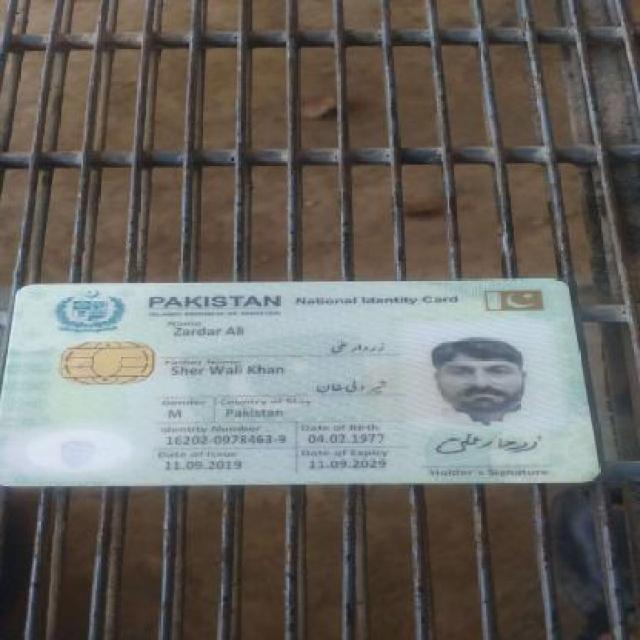 PAKISTAN National Identity Card
ISLAMIC REPUBLIC OF PAKISTAN
Name
Zardar Ali
زردار علی
Father Name
Sher Wali Khan
شیر ولی خان
Gender Country of Stay
M Pakistan
Identity Number Date of Birth
16202-0978463-9 04.02.1977
Date of Issue Date of Expiry
11.09.2019 11.09.2029
زردار علی
Holder's Signature